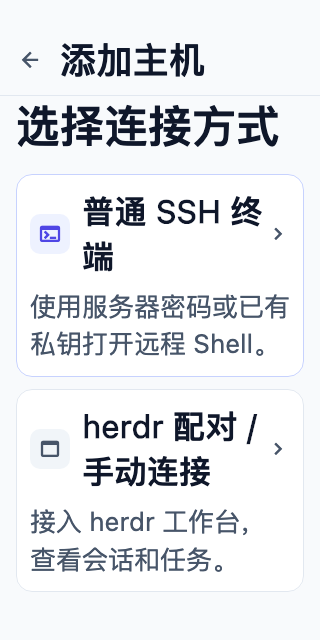 添加主机
选择连接方式
普通 SSH 终
端
使用服务器密码或已有
私钥打开远程 Shell。
herdr 配对 /
手动连接
接入 herdr 工作台，
查看会话和任务。